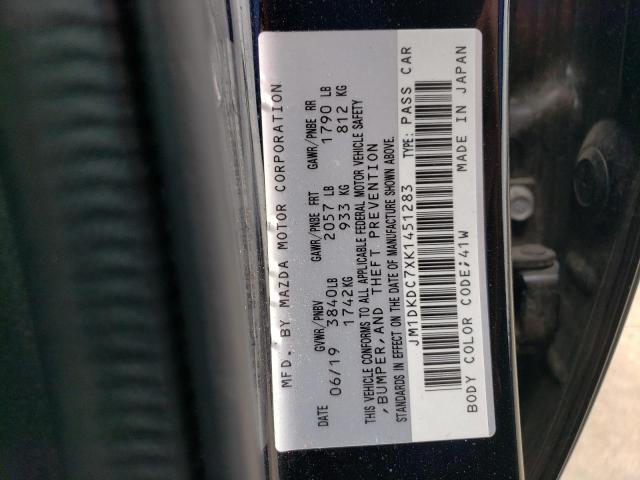 MFD. BY MAZDA MOTOR CORPORATION
GVWR/PNBV GAWR/PNBE FRT GAWR/PNBE RR
DATE 06/19 3840LB 2057 LB 1790 LB
1742KG 933 KG 812 KG
THIS VEHICLE CONFORMS TO ALL APPLICABLE FEDERAL MOTOR VEHICLE SAFETY
,BUMPER,AND THEFT PREVENTION
STANDARDS IN EFFECT ON THE DATE OF MANUFACTURE SHOWN ABOVE.
JM1DKDC7XK1451283 TYPE: PASS CAR
BODY COLOR CODE;41W MADE IN JAPAN